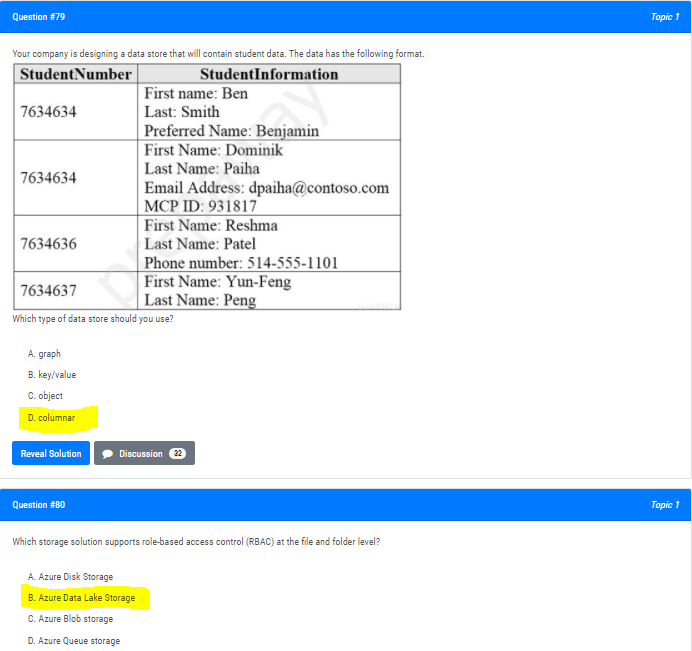 Question #79 Topic 1
Your company is designing a data store that will contain student data. The data has the following format.
StudentNumber StudentInformation
7634634
First name: Ben
Last: Smith
Preferred Name: Benjamin
7634634
First Name: Dominik
Last Name: Paiha
Email Address: dpaiha@contoso.com
MCP ID: 931817
7634636
First Name: Reshma
Last Name: Patel
Phone number: 514-555-1101
7634637
First Name: Yun-Feng
Last Name: Peng
Which type of data store should you use?
A. graph
B. key/value
C. object
D. columnar
Reveal Solution Discussion 32
Question #80 Topic 1
Which storage solution supports role-based access control (RBAC) at the file and folder level?
A. Azure Disk Storage
B. Azure Data Lake Storage
C. Azure Blob storage
D. Azure Queue storage